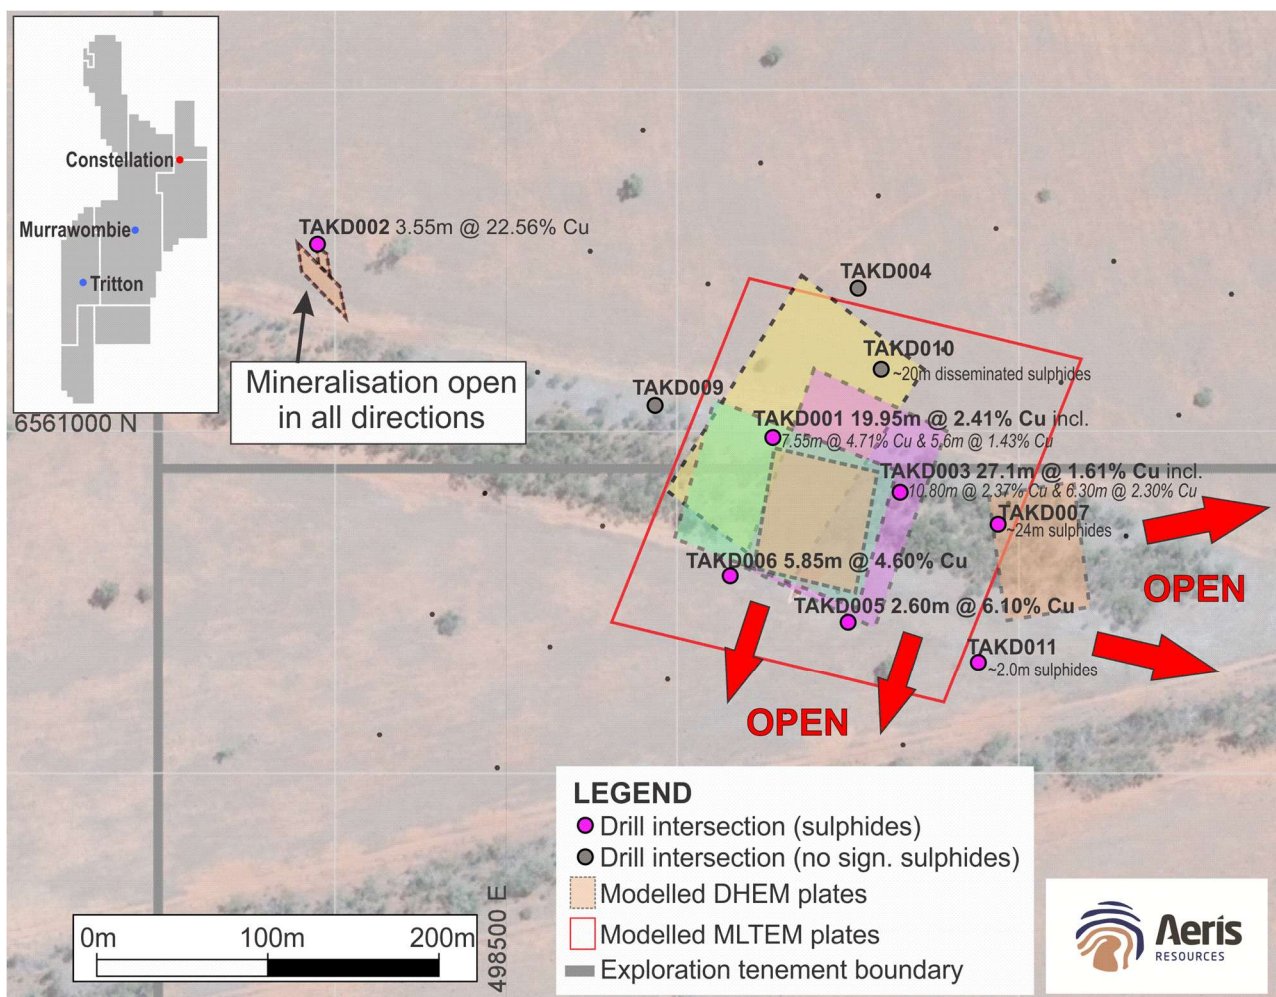 Constellation
Murrawombie
Tritton
6561000 N
TAKD002 3.55m @ 22.56% Cu
Mineralisation open
in all directions
TAKD004
TAKD010
~20m disseminated sulphides
TAKD009
TAKD001 19.95m @ 2.41% Cu incl.
7.55m @ 4.71% Cu & 5.6m @ 1.43% Cu
TAKD003 27.1m @ 1.61% Cu incl.
10.80m @ 2.37% Cu & 6.30m @ 2.30% Cu
TAKD007
~24m sulphides
TAKD006 5.85m @ 4.60% Cu
OPEN
TAKD005 2.60m @ 6.10% Cu
TAKD011
~2.0m sulphides
OPEN
LEGEND
Drill intersection (sulphides)
Drill intersection (no sign. sulphides)
Modelled DHEM plates
Modelled MLTEM plates
Exploration tenement boundary
0m 100m 200m
498500 E
Aeris
RESOURCES